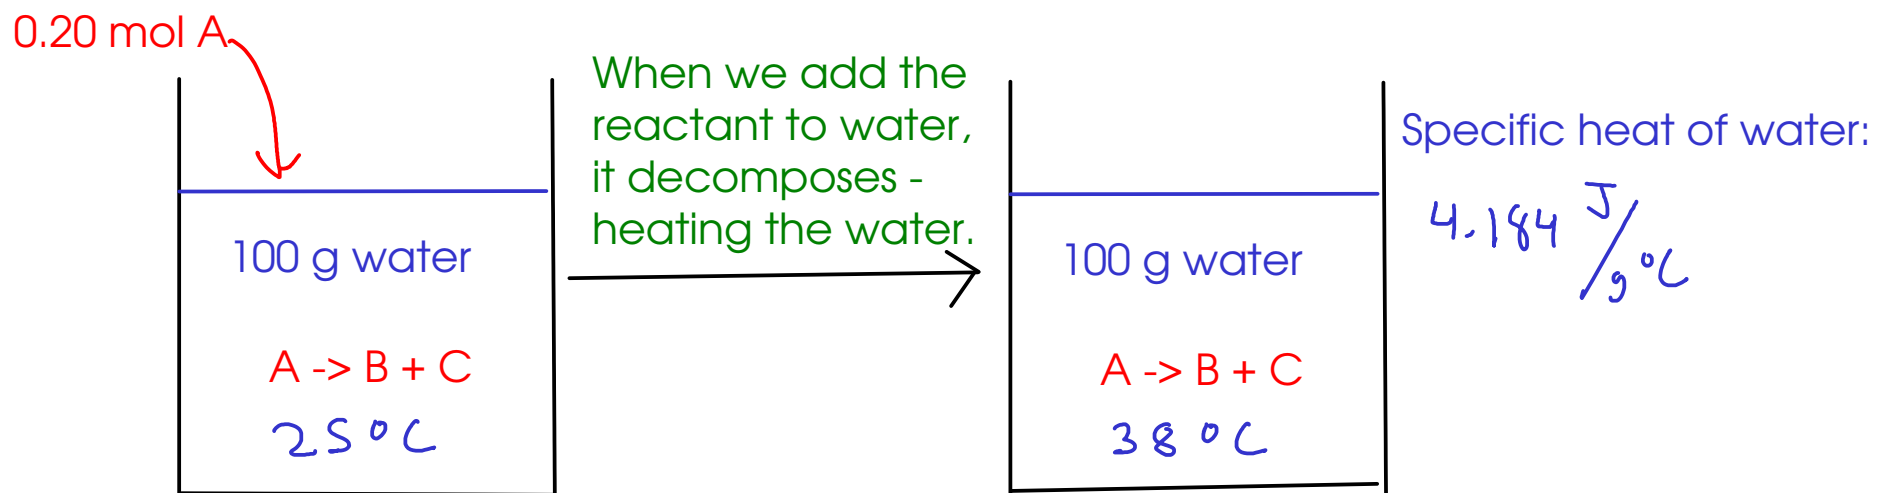 0.20 mol A
When we add the
reactant to water,
it decomposes -
heating the water.
100 g water
A -> B + C
25°C
100 g water
A -> B + C
38°C
Specific heat of water:
4.184 J/g°C